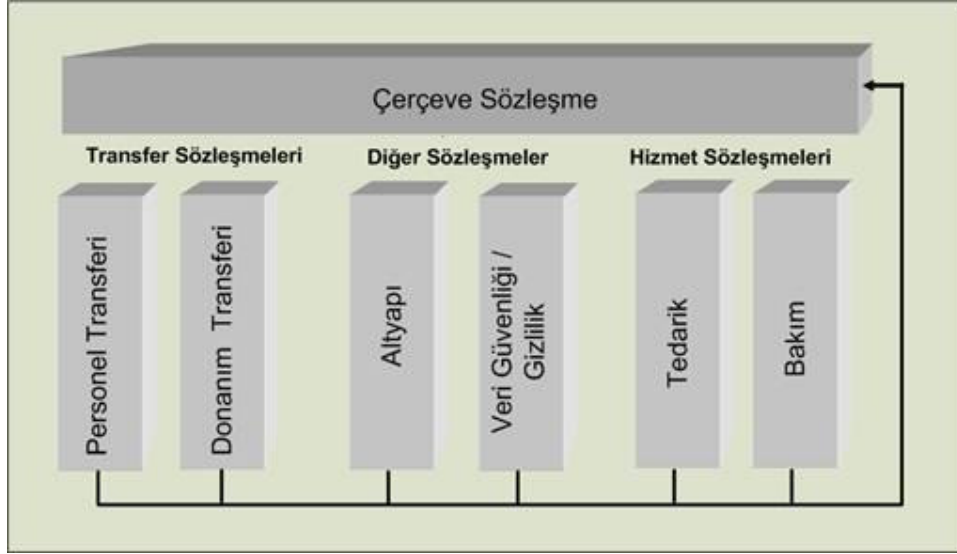 Çerçeve Sözleşme
Transfer Sözleşmeleri
Diğer Sözleşmeler
Hizmet Sözleşmeleri
Personel Transferi
Donanım Transferi
Altyapı
Veri Güvenliği /
Gizlilik
Tedarik
Bakım